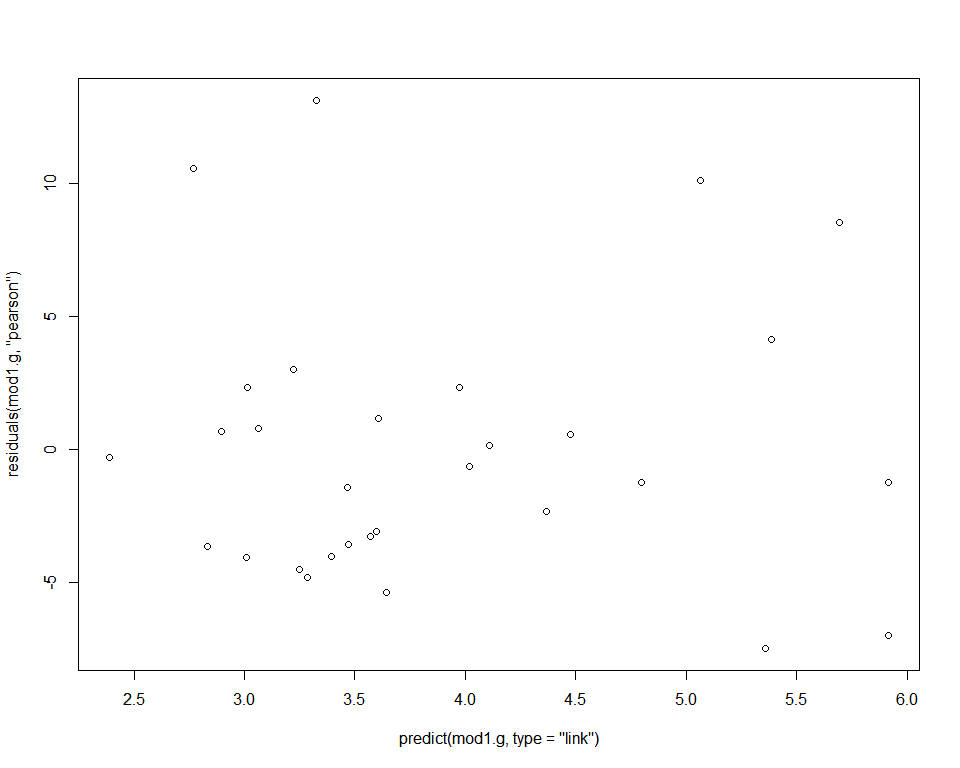 10
5
0
-5
residuals(mod1.g, "pearson")
2.5 3.0 3.5 4.0 4.5 5.0 5.5 6.0
predict(mod1.g, type = "link")